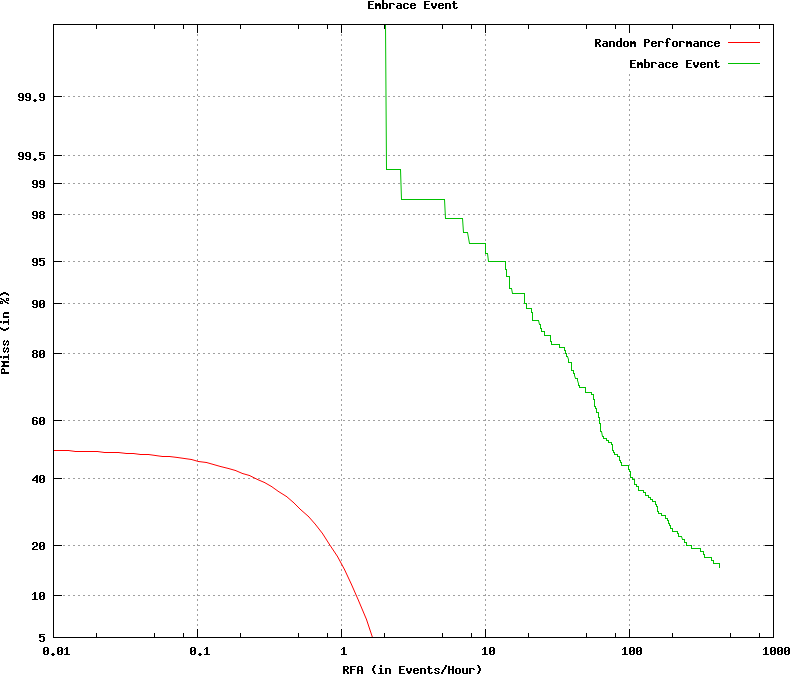 Embrace Event
Random Performance
Embrace Event
99.9
99.5
99
98
95
90
80
60
40
20
10
5
PMiss (in %)
0.01 0.1 1 10 100 1000
RFA (in Events/Hour)